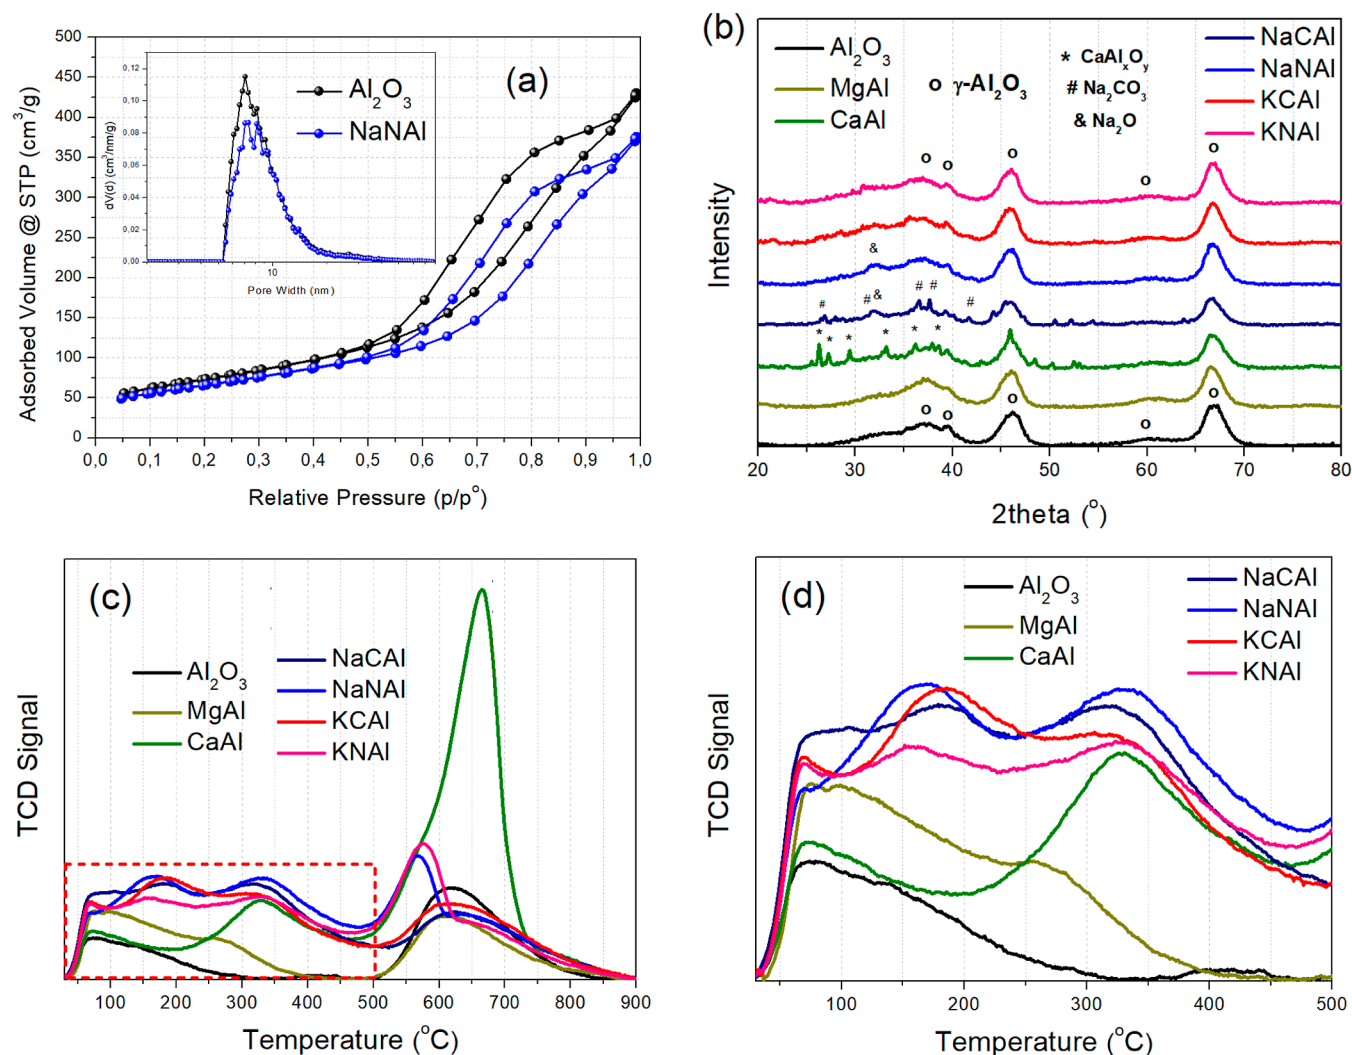 (a)
500
450
400
350
300
250
200
150
100
50
0
Adsorbed Volume @ STP (cm³/g)
0,0 0,1 0,2 0,3 0,4 0,5 0,6 0,7 0,8 0,9 1,0
Relative Pressure (p/p°)
Al₂O₃
NaNAl
0,12
0,10
0,08
0,06
0,04
0,02
0,00
dV(d) (cm³/nm/g)
10
Pore Width (nm)
(b)
Al₂O₃
MgAl
CaAl
o γ-Al₂O₃
* CaAlₓOᵧ
# Na₂CO₃
& Na₂O
NaCAl
NaNAl
KCAl
KNAl
o o o o o
&
# # & # # #
* * * * * *
o o o o o
Intensity
20 30 40 50 60 70 80
2theta (°)
(c)
Al₂O₃
MgAl
CaAl
NaCAl
NaNAl
KCAl
KNAl
TCD Signal
100 200 300 400 500 600 700 800 900
Temperature (°C)
(d)
Al₂O₃
MgAl
CaAl
NaCAl
NaNAl
KCAl
KNAl
TCD Signal
100 200 300 400 500
Temperature (°C)